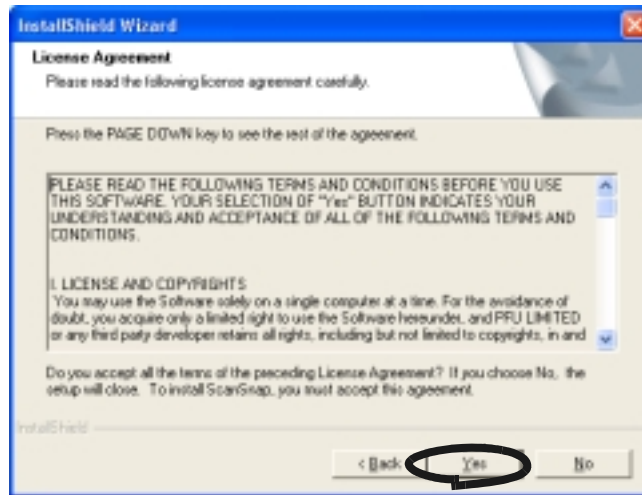 InstallShield Wizard
License Agreement
Please read the following license agreement carefully.
Press the PAGE DOWN key to see the rest of the agreement.
PLEASE READ THE FOLLOWING TERMS AND CONDITIONS BEFORE YOU USE
THIS SOFTWARE. YOUR SELECTION OF "Yes" BUTTON INDICATES YOUR
UNDERSTANDING AND ACCEPTANCE OF ALL OF THE FOLLOWING TERMS AND
CONDITIONS.
I. LICENSE AND COPYRIGHTS
You may use the Software solely on a single computer at a time. For the avoidance of
doubt, you acquire only a limited right to use the Software hereunder, and PFU LIMITED
or any third party developer retains all rights, including but not limited to copyrights, in and
Do you accept all the terms of the preceding License Agreement? If you choose No, the
setup will close. To install ScanSnap, you must accept this agreement.
InstallShield
< Back
Yes
No